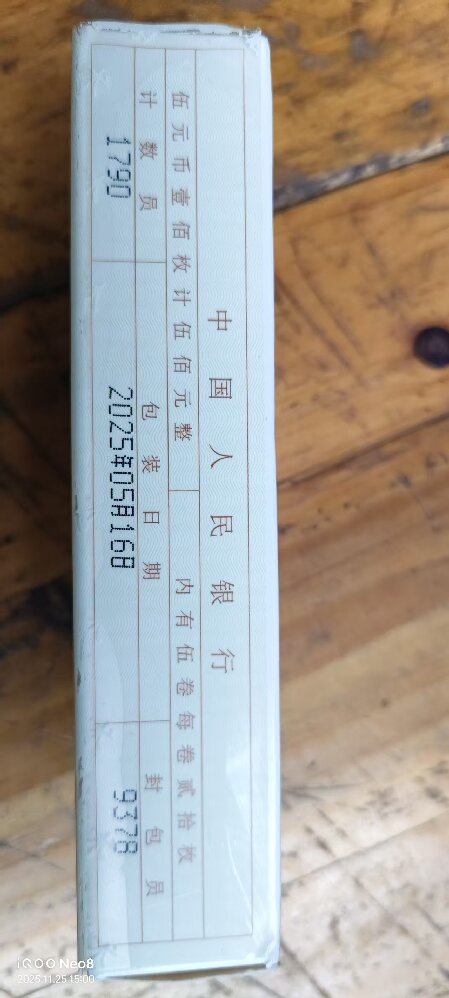 中国人民银行
伍元币壹佰枚计伍佰元整 内有伍卷每卷贰拾枚
计数员 包装日期 封包员
1790 2025年05月16日 9378
iQOO Neo8
2025.11.25 15:00